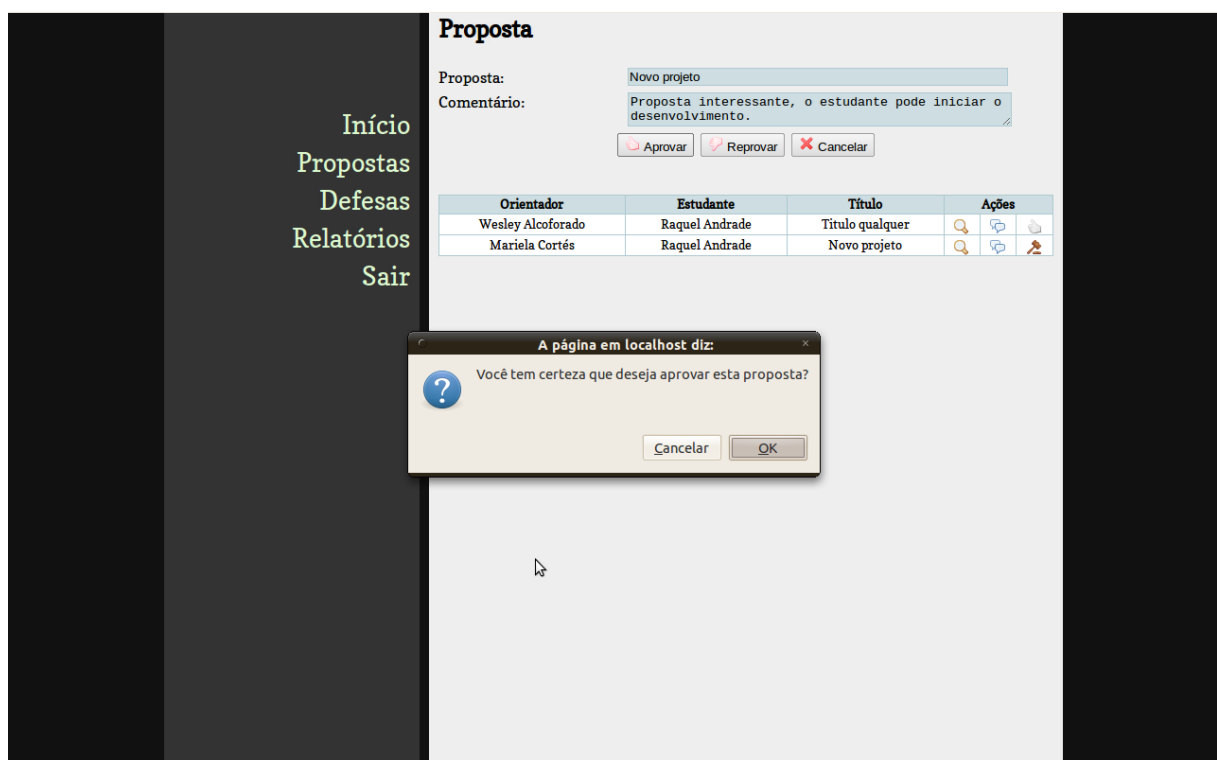 Proposta
Proposta: Novo projeto
Comentário: Proposta interessante, o estudante pode iniciar o
desenvolvimento.
Aprovar Reprovar Cancelar
Início
Propostas
Defesas
Relatórios
Sair
Orientador Estudante Título Ações
Wesley Alcoforado Raquel Andrade Titulo qualquer
Mariela Cortés Raquel Andrade Novo projeto
A página em localhost diz:
Você tem certeza que deseja aprovar esta proposta?
Cancelar OK